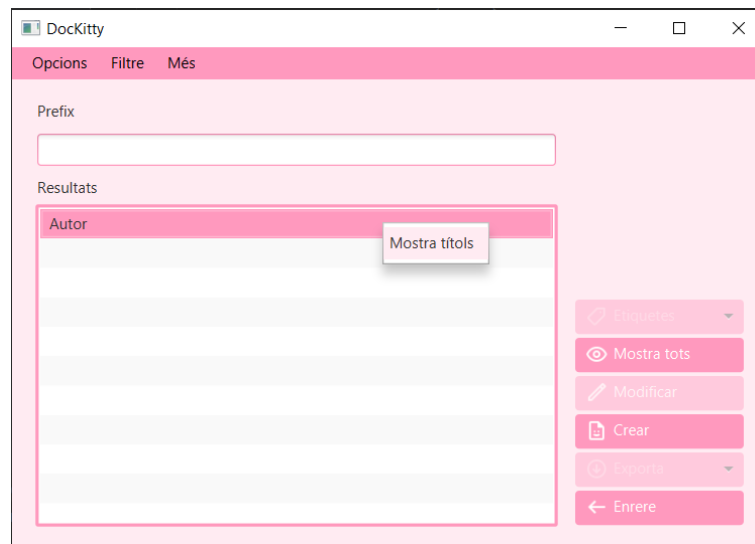 DocKitty
Opcions Filtre Més
Prefix
Resultats
Autor
Mostra títols
Etiquetes
Mostra tots
Modificar
Crear
Exporta
Enrere